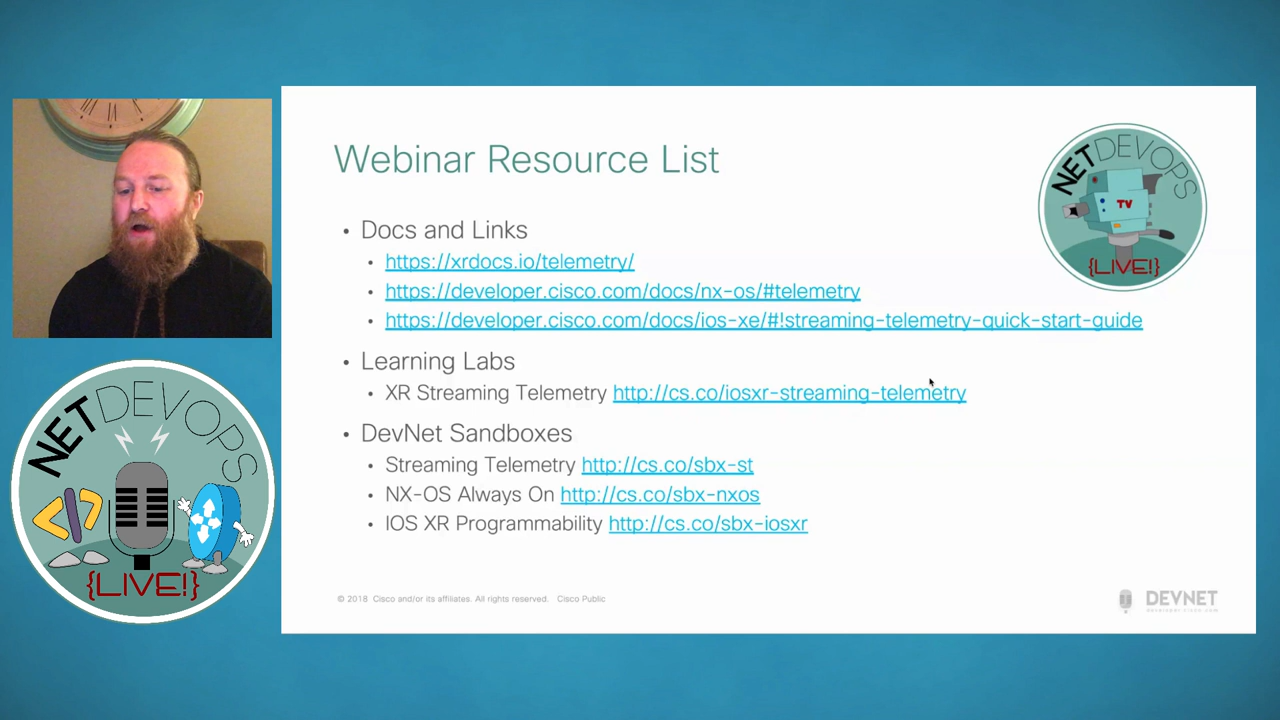 Webinar Resource List
NETDEVOPS
TV
{LIVE!}
• Docs and Links
• https://xrdocs.io/telemetry/
• https://developer.cisco.com/docs/nx-os/#telemetry
• https://developer.cisco.com/docs/ios-xe/#!streaming-telemetry-quick-start-guide
• Learning Labs
• XR Streaming Telemetry http://cs.co/iosxr-streaming-telemetry
• DevNet Sandboxes
• Streaming Telemetry http://cs.co/sbx-st
• NX-OS Always On http://cs.co/sbx-nxos
• IOS XR Programmability http://cs.co/sbx-iosxr
© 2018 Cisco and/or its affiliates. All rights reserved. Cisco Public
DEVNET
developer.cisco.com
NETDEVOPS
{LIVE!}